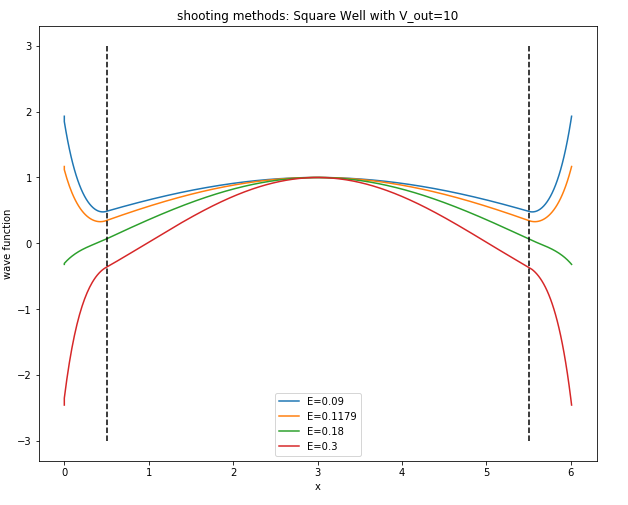 shooting methods: Square Well with V_out=10
wave function
3
2
1
0
−1
−2
−3
0
1
2
3
4
5
6
x
E=0.09
E=0.1179
E=0.18
E=0.3